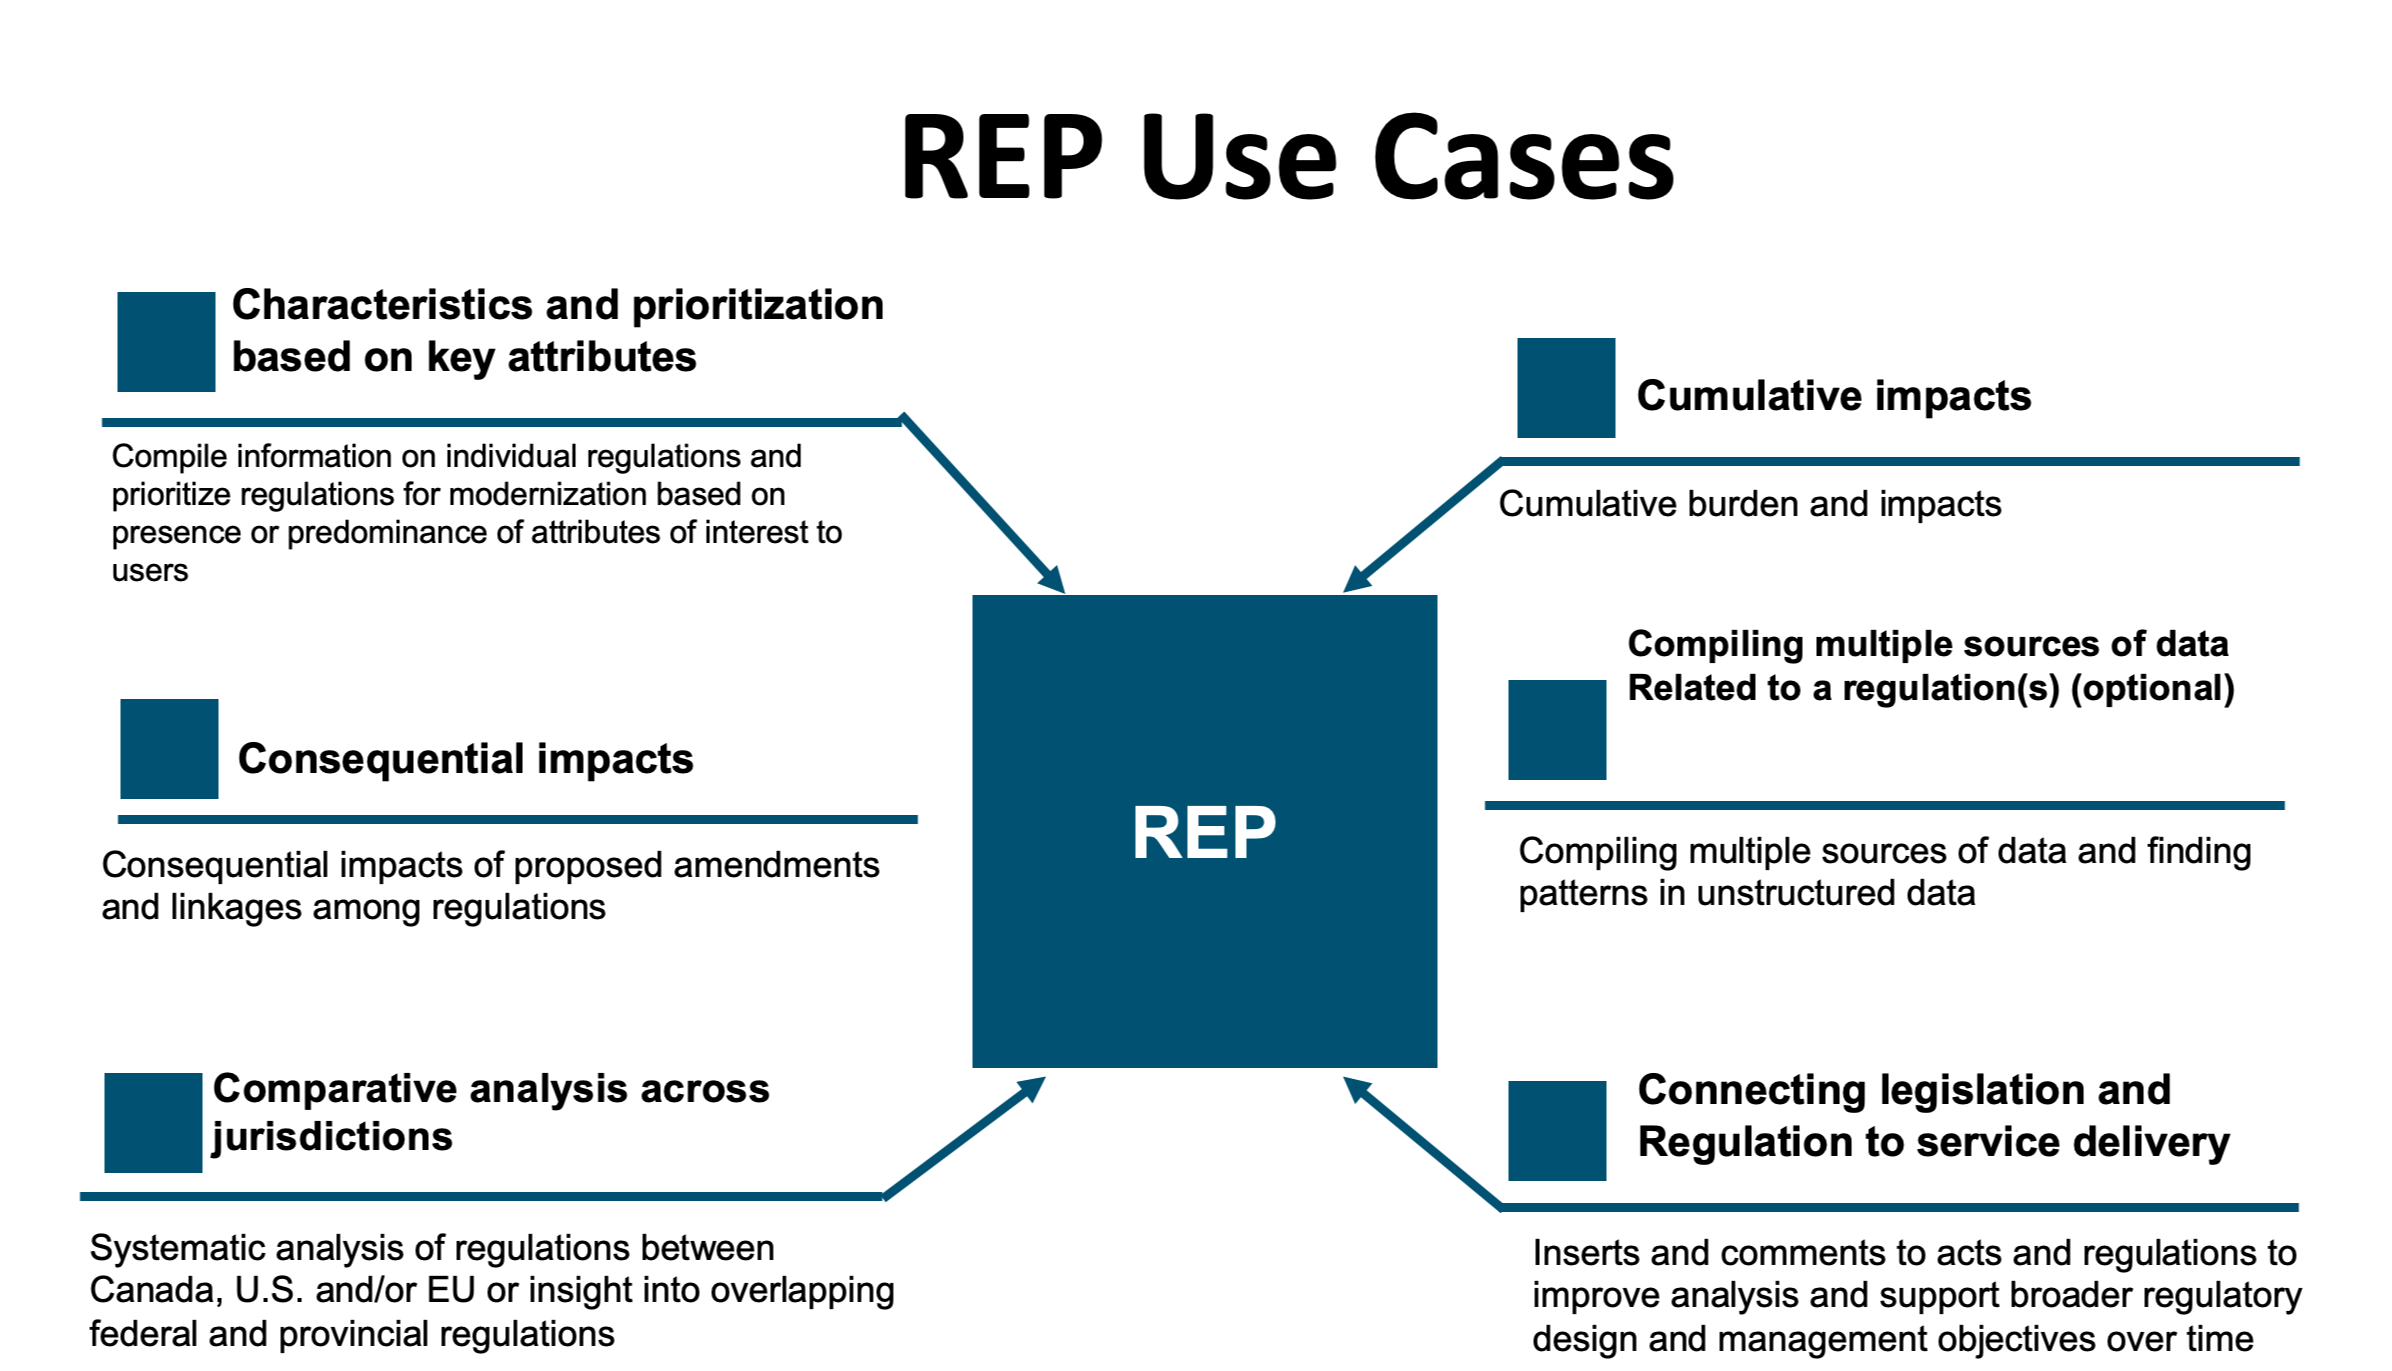 REP Use Cases
Characteristics and prioritization
based on key attributes
Compile information on individual regulations and
prioritize regulations for modernization based on
presence or predominance of attributes of interest to
users
Cumulative impacts
Cumulative burden and impacts
Consequential impacts
Consequential impacts of proposed amendments
and linkages among regulations
REP
Compiling multiple sources of data
Related to a regulation(s) (optional)
Compiling multiple sources of data and finding
patterns in unstructured data
Comparative analysis across
jurisdictions
Systematic analysis of regulations between
Canada, U.S. and/or EU or insight into overlapping
federal and provincial regulations
Connecting legislation and
Regulation to service delivery
Inserts and comments to acts and regulations to
improve analysis and support broader regulatory
design and management objectives over time